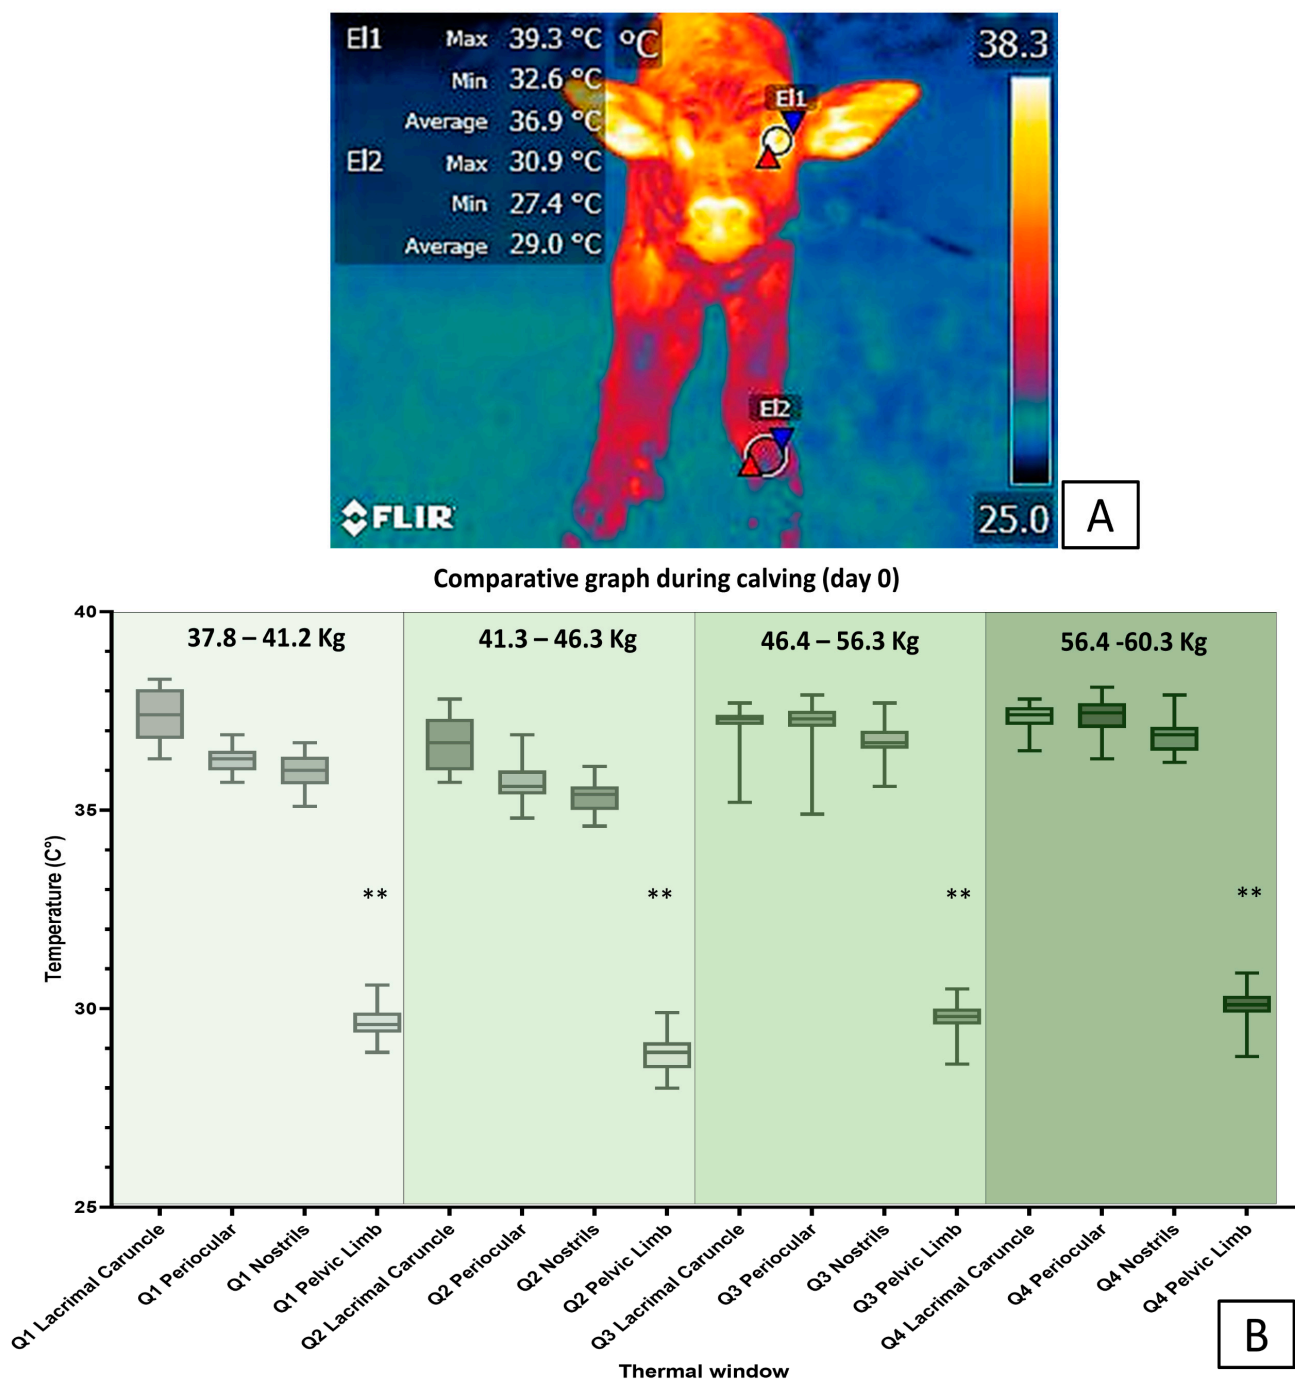 El1 Max 39.3 °C °C 38.3
Min 32.6 °C
Average 36.9 °C
El2 Max 30.9 °C
Min 27.4 °C
Average 29.0 °C
El1
El2
FLIR
25.0
A
Comparative graph during calving (day 0)
37.8 – 41.2 Kg
41.3 – 46.3 Kg
46.4 – 56.3 Kg
56.4 -60.3 Kg
40
35
30
25
Temperature (C°)
**
**
**
**
Q1 Lacrimal Caruncle
Q1 Periocular
Q1 Nostrils
Q1 Pelvic Limb
Q2 Lacrimal Caruncle
Q2 Periocular
Q2 Nostrils
Q2 Pelvic Limb
Q3 Lacrimal Caruncle
Q3 Periocular
Q3 Nostrils
Q3 Pelvic Limb
Q4 Lacrimal Caruncle
Q4 Periocular
Q4 Nostrils
Q4 Pelvic Limb
B
Thermal window